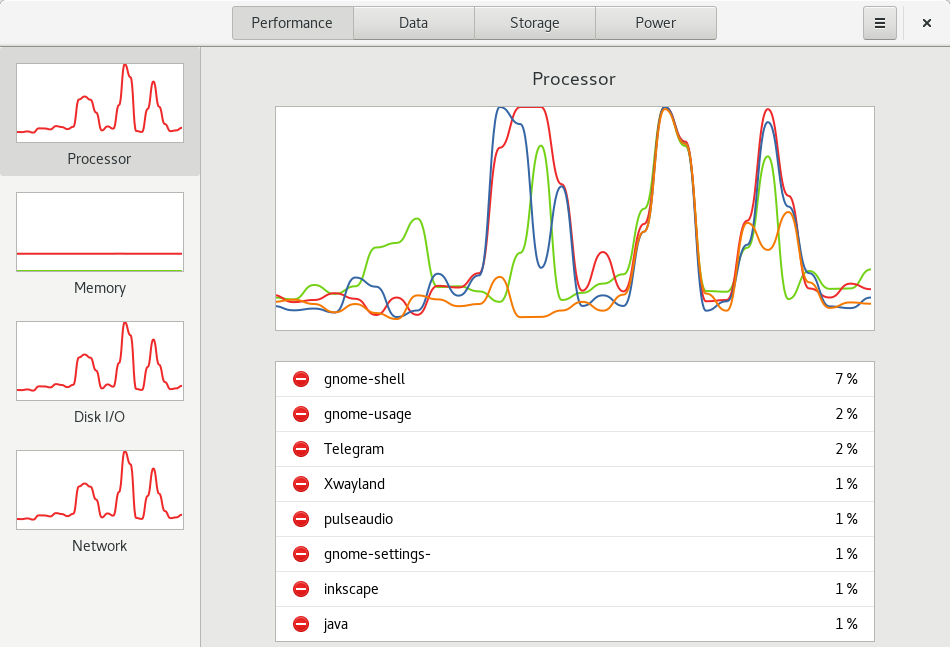 Performance
Data
Storage
Power
Processor
Memory
Disk I/O
Network
Processor
gnome-shell 7 %
gnome-usage 2 %
Telegram 2 %
Xwayland 1 %
pulseaudio 1 %
gnome-settings- 1 %
inkscape 1 %
java 1 %